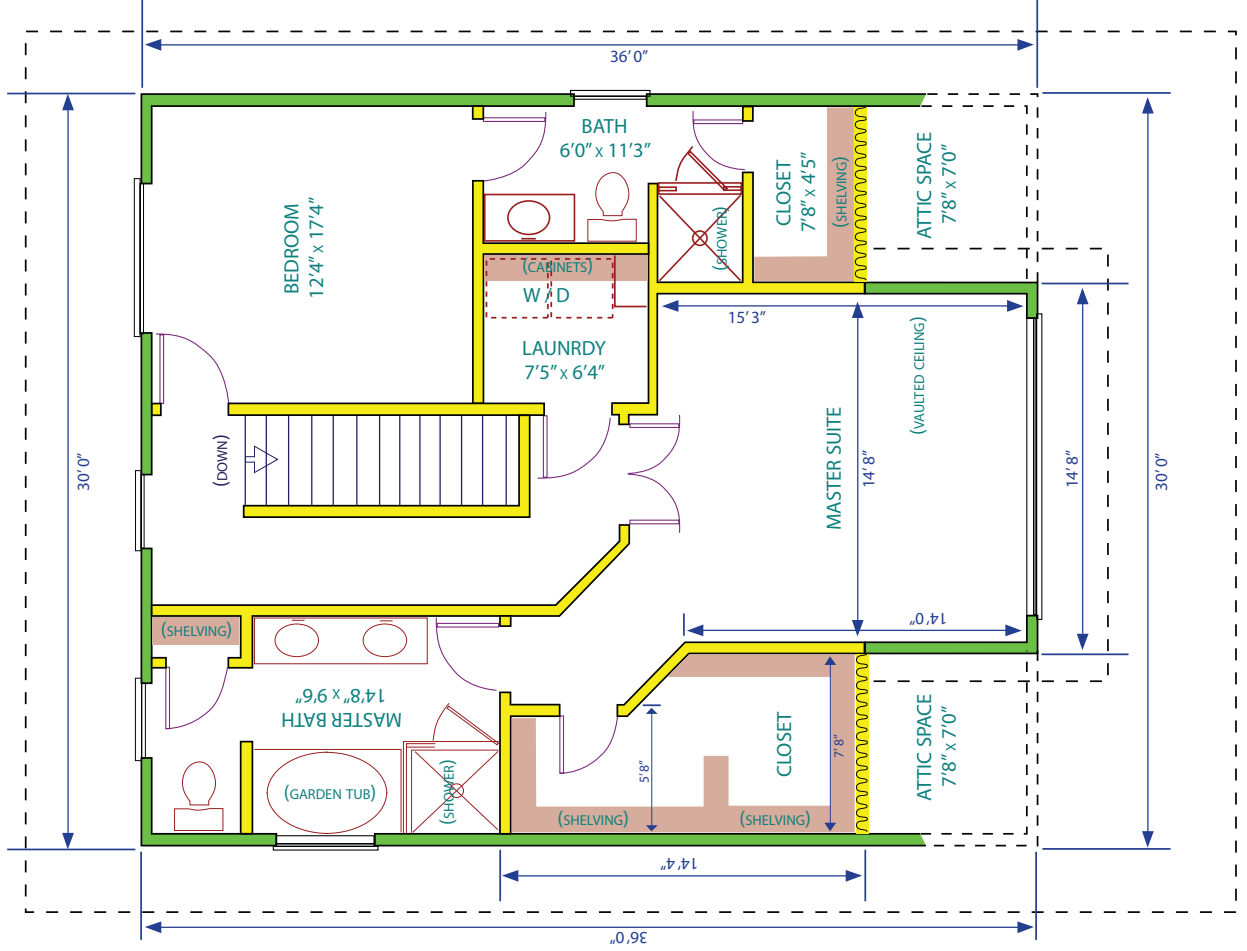 36' 0"
BATH
6'0" x 11'3"
BEDROOM
12'4" x 17'4"
CLOSET
7'8" x 4'5"
(SHELVING)
ATTIC SPACE
7'8" x 7'0"
(SHOWER)
(CABINETS)
W / D
15' 3"
LAUNRDY
7'5" x 6'4"
(VAULTED CEILING)
MASTER SUITE
14' 8"
14' 8"
30' 0"
30' 0"
(DOWN)
14' 0"
(SHELVING)
MASTER BATH
14'8" x 9'6"
CLOSET
7' 8"
5' 8"
ATTIC SPACE
7'8" x 7'0"
(GARDEN TUB)
(SHOWER)
(SHELVING)
(SHELVING)
14' 4"
36' 0"